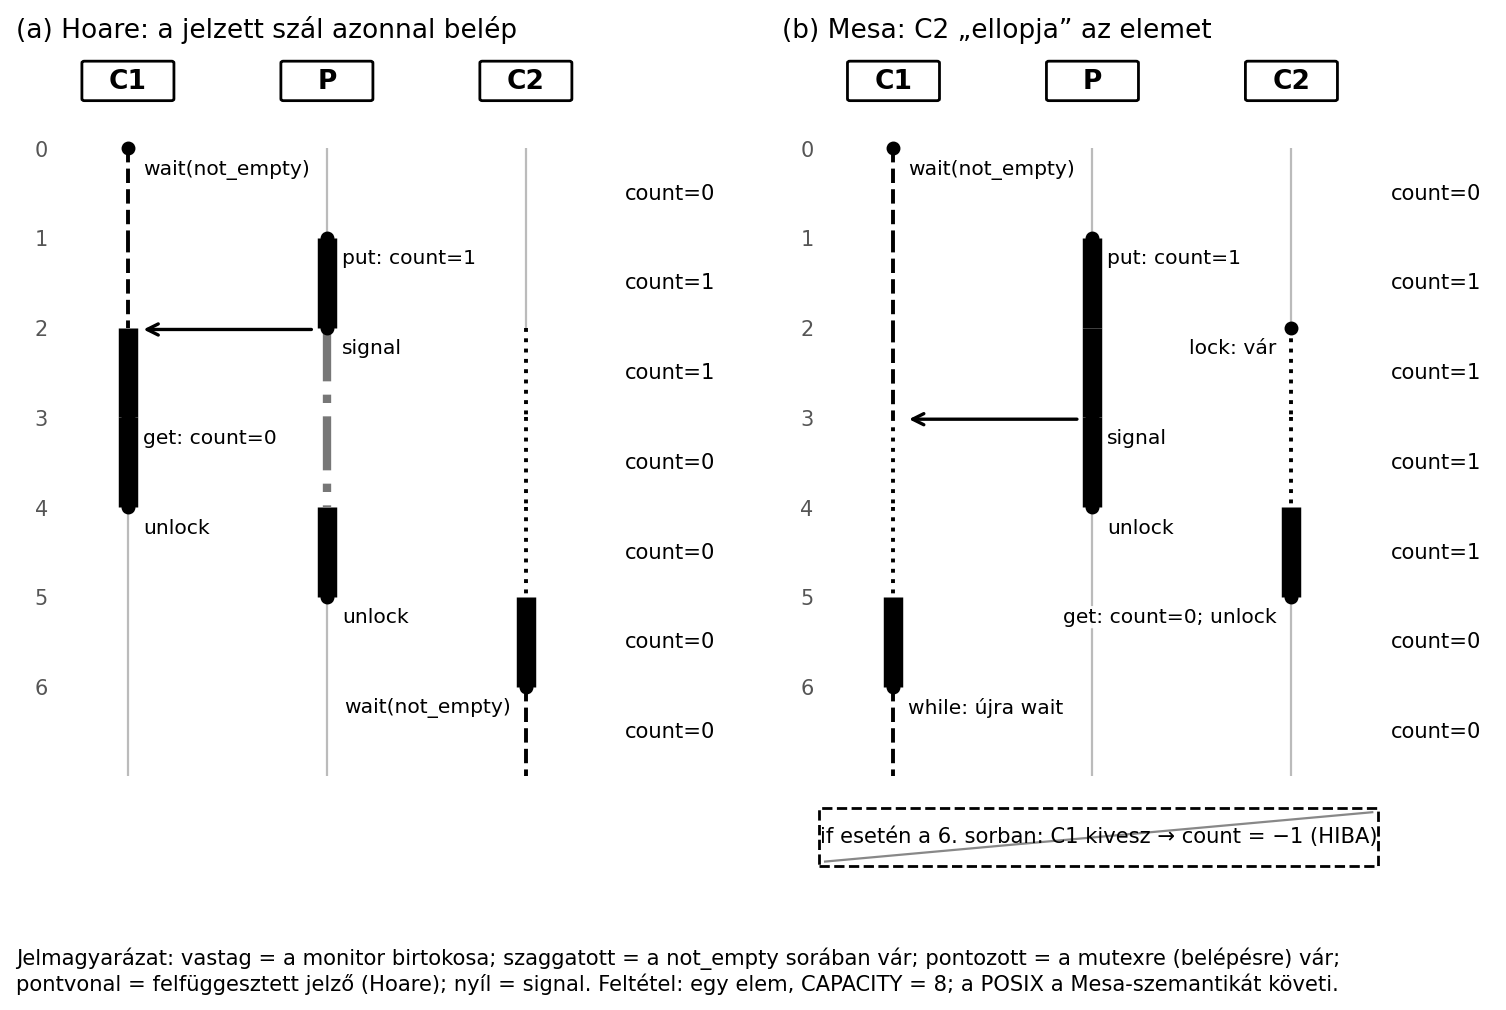 (a) Hoare: a jelzett szál azonnal belép
C1
P
C2
0
wait(not_empty)
count=0
1
put: count=1
count=1
2
signal
count=1
3
get: count=0
count=0
4
unlock
count=0
5
unlock
count=0
6
wait(not_empty)
count=0
(b) Mesa: C2 „ellopja” az elemet
C1
P
C2
0
wait(not_empty)
count=0
1
put: count=1
count=1
2
lock: vár
count=1
3
signal
count=1
4
unlock
count=1
5
get: count=0; unlock
count=0
6
while: újra wait
count=0
if esetén a 6. sorban: C1 kivesz → count = −1 (HIBA)
Jelmagyarázat: vastag = a monitor birtokosa; szaggatott = a not_empty sorában vár; pontozott = a mutexre (belépésre) vár;
pontvonal = felfüggesztett jelző (Hoare); nyíl = signal. Feltétel: egy elem, CAPACITY = 8; a POSIX a Mesa-szemantikát követi.